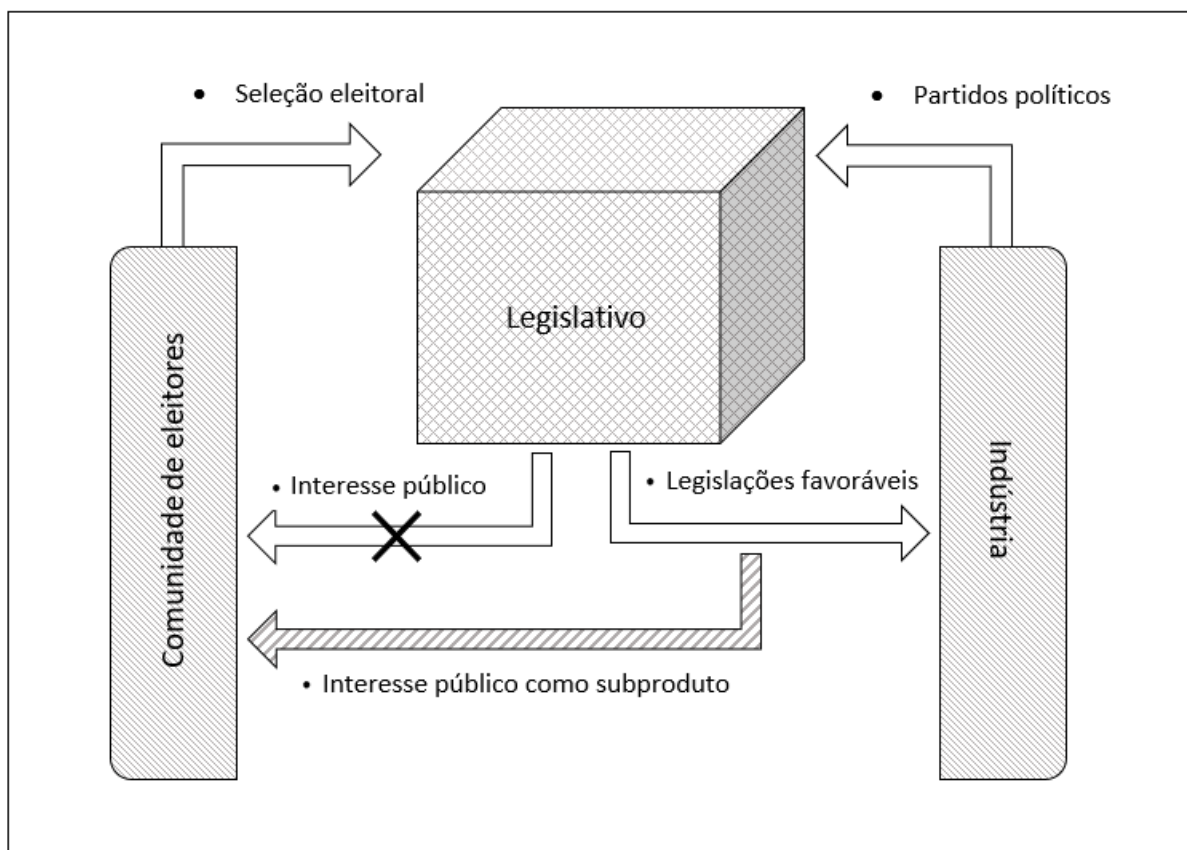 • Seleção eleitoral
• Partidos políticos
Legislativo
Comunidade de eleitores
Indústria
• Interesse público
• Legislações favoráveis
• Interesse público como subproduto